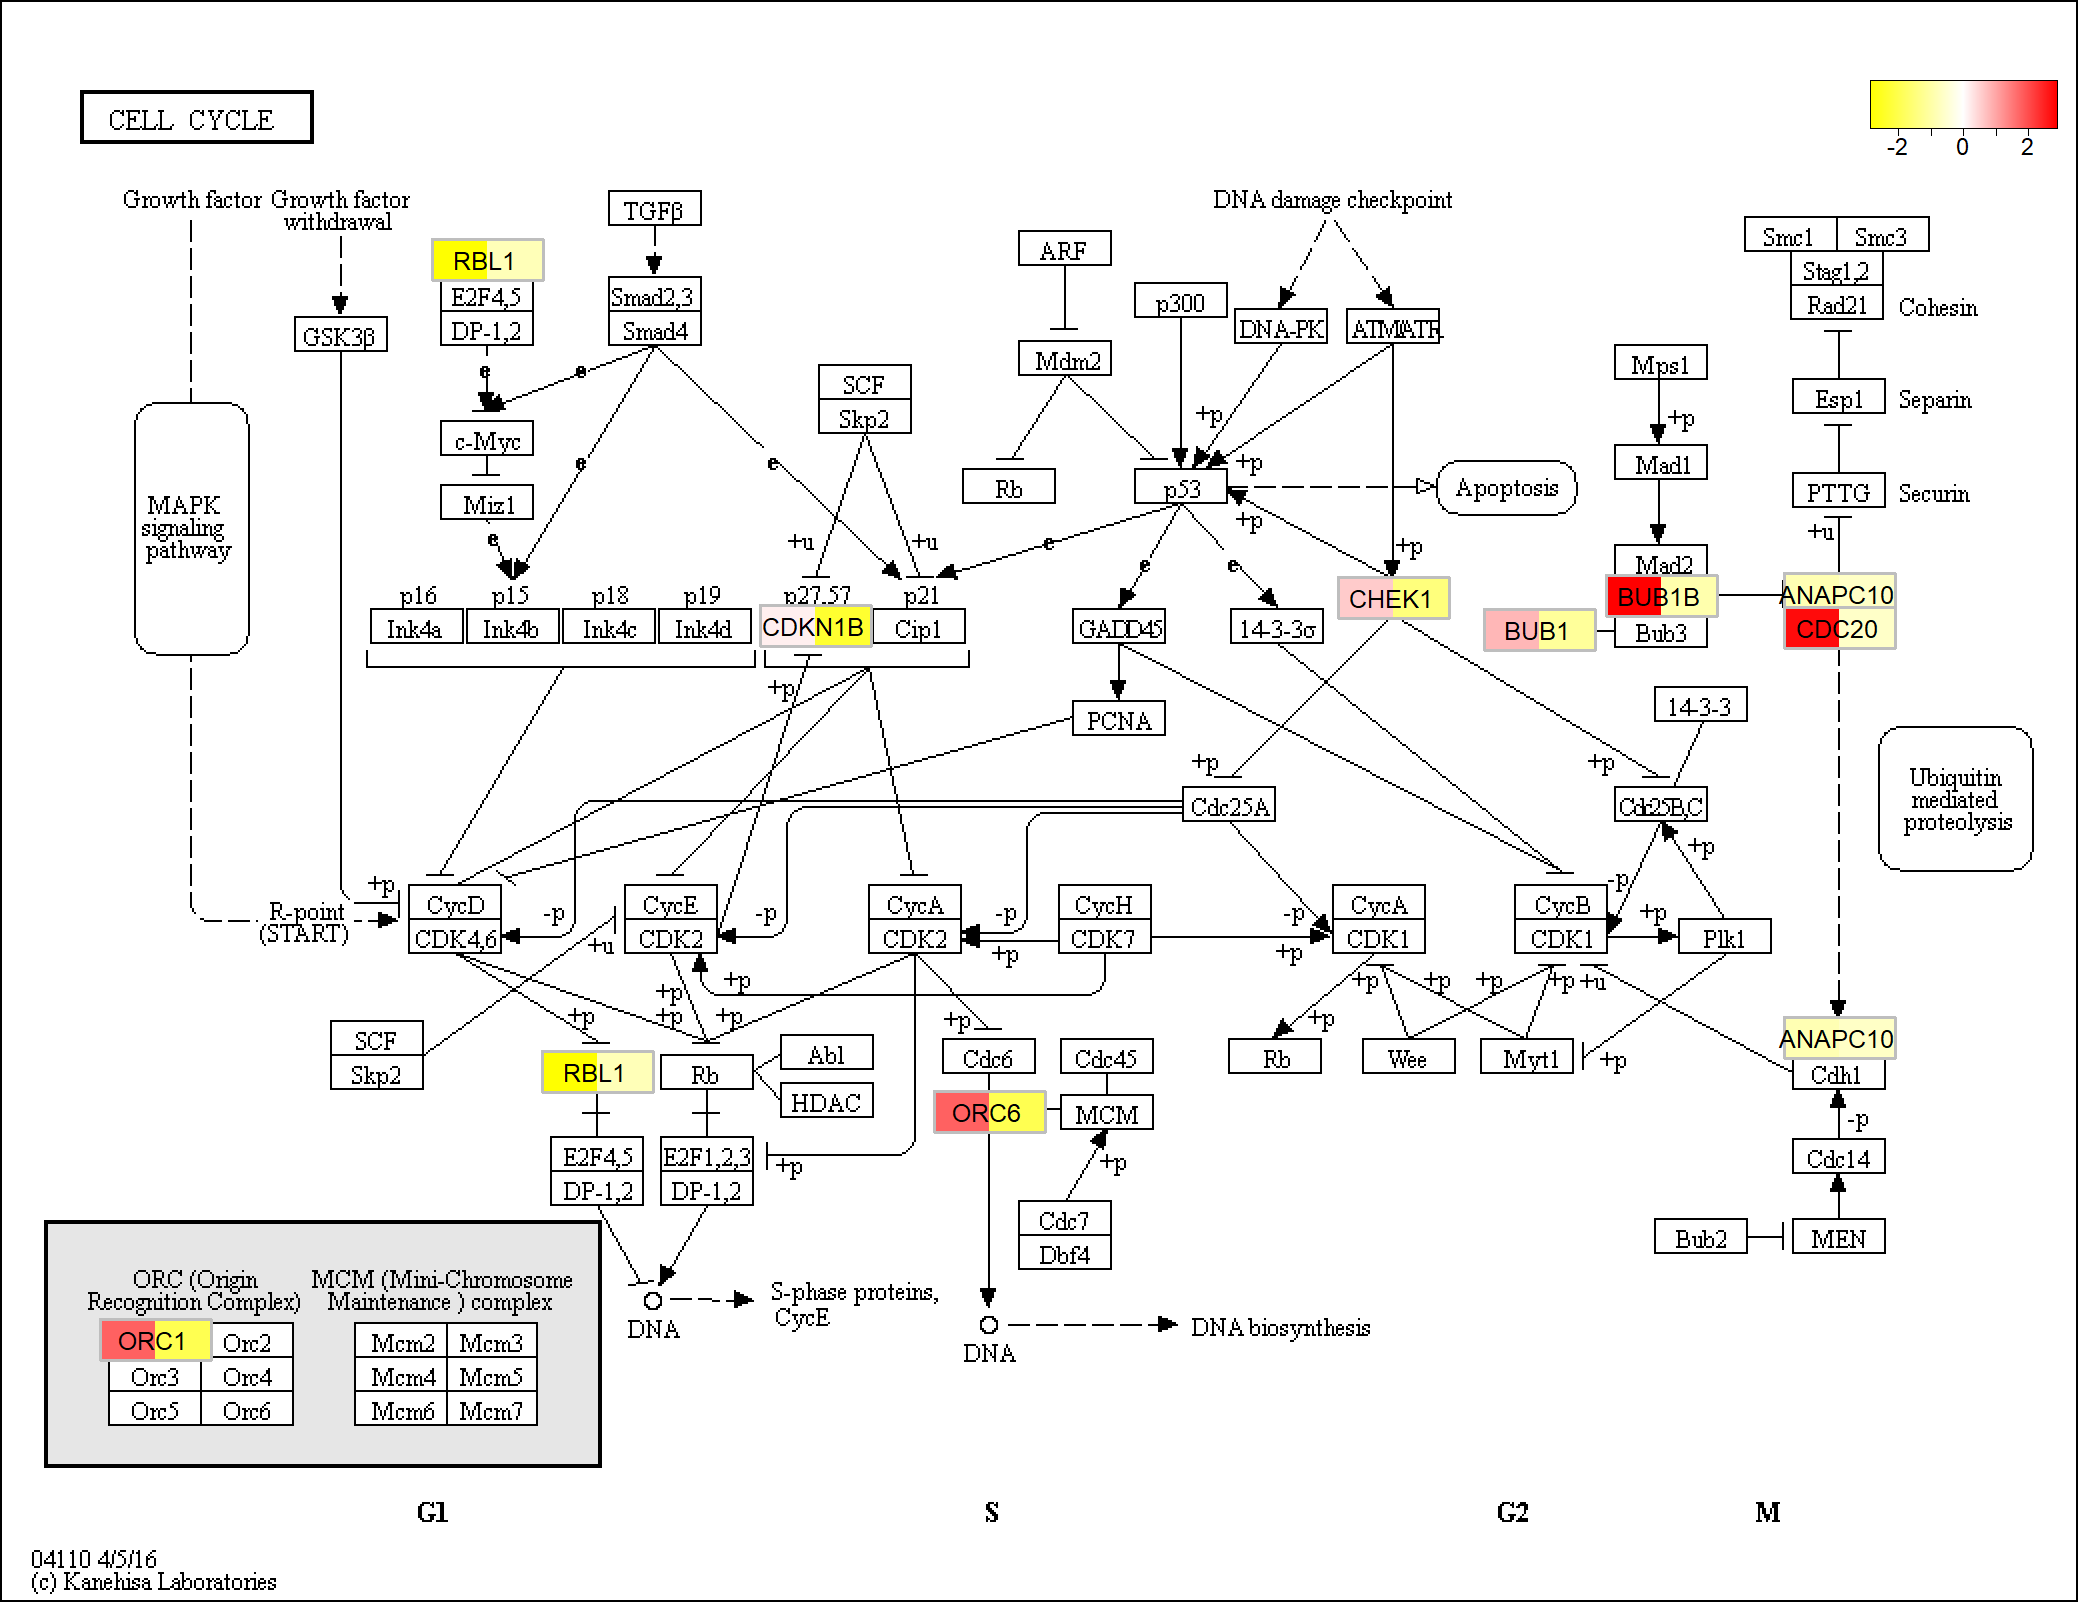 CELL CYCLE
-2 0 2
Growth factor
Growth factor
withdrawal
TGFβ
DNA damage checkpoint
ARF
Smc1 Smc3
Stag1,2
Rad21
Cohesin
RBL1
E2F4,5
DP-1,2
Smad2,3
Smad4
p300
DNA-PK
ATM/ATR
GSK3β
Mdm2
Mps1
+p
SCF
Skp2
Esp1
Separin
e
e
e
e
c-Myc
Miz1
Rb
p53
+p
+p
+p
Apoptosis
Mad1
PTTG
Securin
+u
MAPK
signaling
pathway
e
+u
+u
e
e
e
+p
Mad2
BUB1B
Bub3
BUB1
ANAPC10
CDC20
CHEK1
p16
Ink4a
p15
Ink4b
p18
Ink4c
p19
Ink4d
p27,57
CDKN1B
p21
Cip1
GADD45
14-3-3σ
+p
PCNA
14-3-3
+p
+p
Cdc25A
Cdc25B,C
Ubiquitin
mediated
proteolysis
+p
R-point
(START)
+p
CycD
CDK4,6
-p
+u
CycE
CDK2
-p
CycA
CDK2
-p
+p
CycH
CDK7
-p
+p
CycA
CDK1
CycB
CDK1
-p
+p
Plk1
+p
+p
+p
+p
+p
+p
+p
+p
+p
+p
+u
SCF
Skp2
RBL1
Rb
Abl
HDAC
Cdc6
Cdc45
ORC6
MCM
+p
Rb
Wee
Myt1
+p
ANAPC10
Cdh1
-p
Cdc14
Bub2
MEN
E2F4,5
DP-1,2
E2F1,2,3
DP-1,2
+p
Cdc7
Dbf4
ORC (Origin
Recognition Complex)
MCM (Mini-Chromosome
Maintenance ) complex
ORC1 Orc2
Orc3 Orc4
Orc5 Orc6
Mcm2 Mcm3
Mcm4 Mcm5
Mcm6 Mcm7
DNA
S-phase proteins,
CycE
DNA
DNA biosynthesis
G1 S G2 M
04110 4/5/16
(c) Kanehisa Laboratories